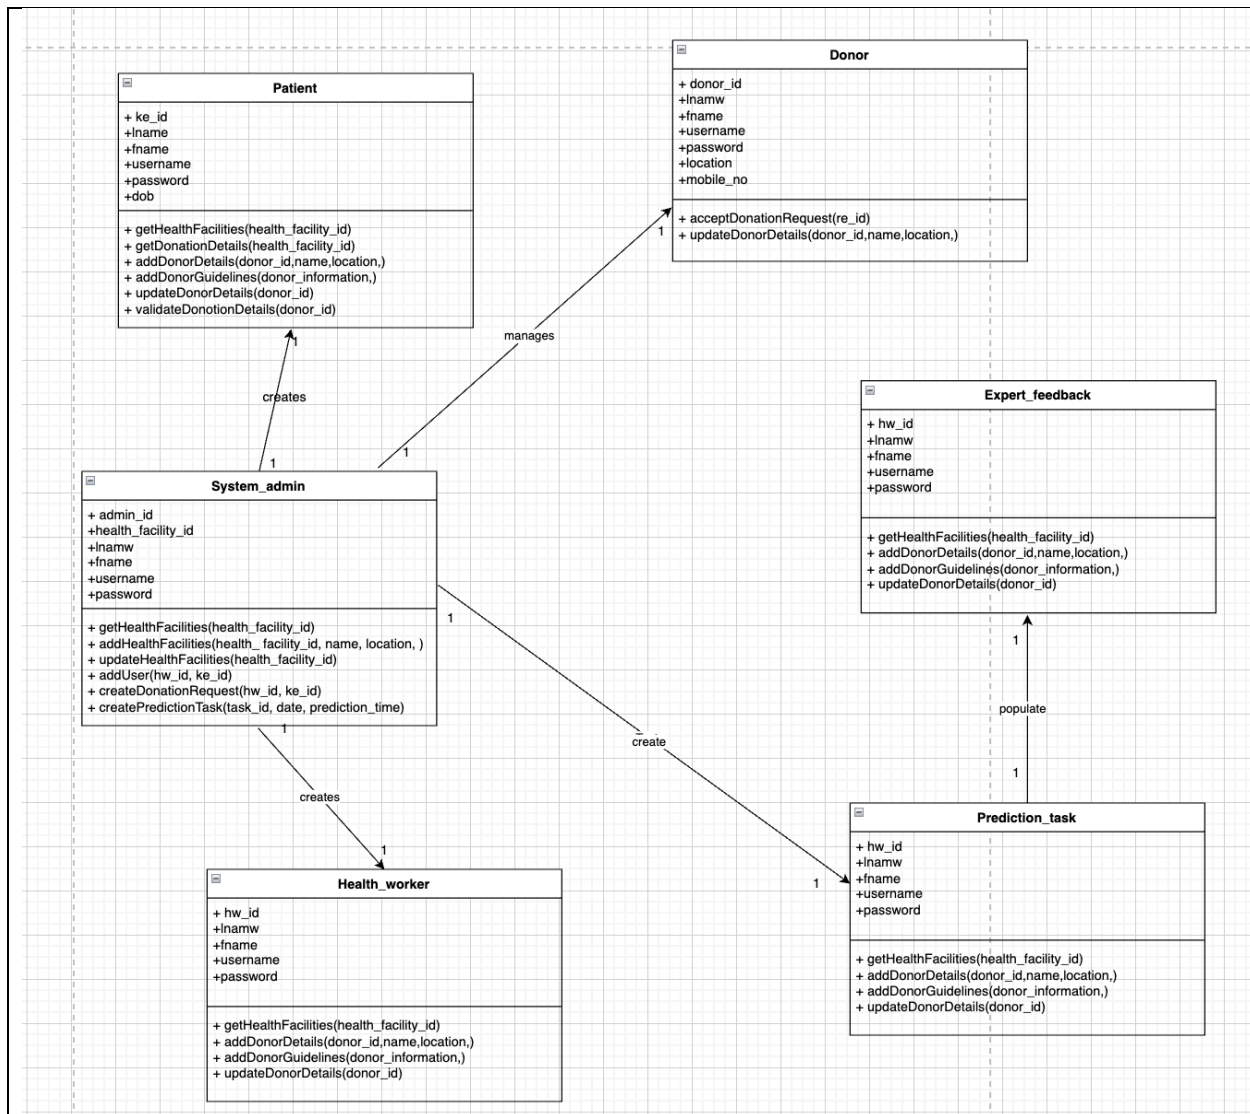 Patient
+ ke_id
+lname
+fname
+username
+password
+dob
+ getHealthFacilities(health_facility_id)
+ getDonationDetails(health_facility_id)
+ addDonorDetails(donor_id,name,location,)
+ addDonorGuidelines(donor_information,)
+ updateDonorDetails(donor_id)
+ validateDonotionDetails(donor_id)
Donor
+ donor_id
+lnamw
+fname
+username
+password
+location
+mobile_no
+ acceptDonationRequest(re_id)
+ updateDonorDetails(donor_id,name,location,)
1
creates
1
1
manages
1
System_admin
+ admin_id
+health_facility_id
+lnamw
+fname
+username
+password
+ getHealthFacilities(health_facility_id)
+ addHealthFacilities(health_ facility_id, name, location, )
+ updateHealthFacilities(health_facility_id)
+ addUser(hw_id, ke_id)
+ createDonationRequest(hw_id, ke_id)
+ createPredictionTask(task_id, date, prediction_time)
Expert_feedback
+ hw_id
+lnamw
+fname
+username
+password
+ getHealthFacilities(health_facility_id)
+ addDonorDetails(donor_id,name,location,)
+ addDonorGuidelines(donor_information,)
+ updateDonorDetails(donor_id)
1
create
1
1
populate
1
1
creates
1
Health_worker
+ hw_id
+lnamw
+fname
+username
+password
+ getHealthFacilities(health_facility_id)
+ addDonorDetails(donor_id,name,location,)
+ addDonorGuidelines(donor_information,)
+ updateDonorDetails(donor_id)
Prediction_task
+ hw_id
+lnamw
+fname
+username
+password
+ getHealthFacilities(health_facility_id)
+ addDonorDetails(donor_id,name,location,)
+ addDonorGuidelines(donor_information,)
+ updateDonorDetails(donor_id)